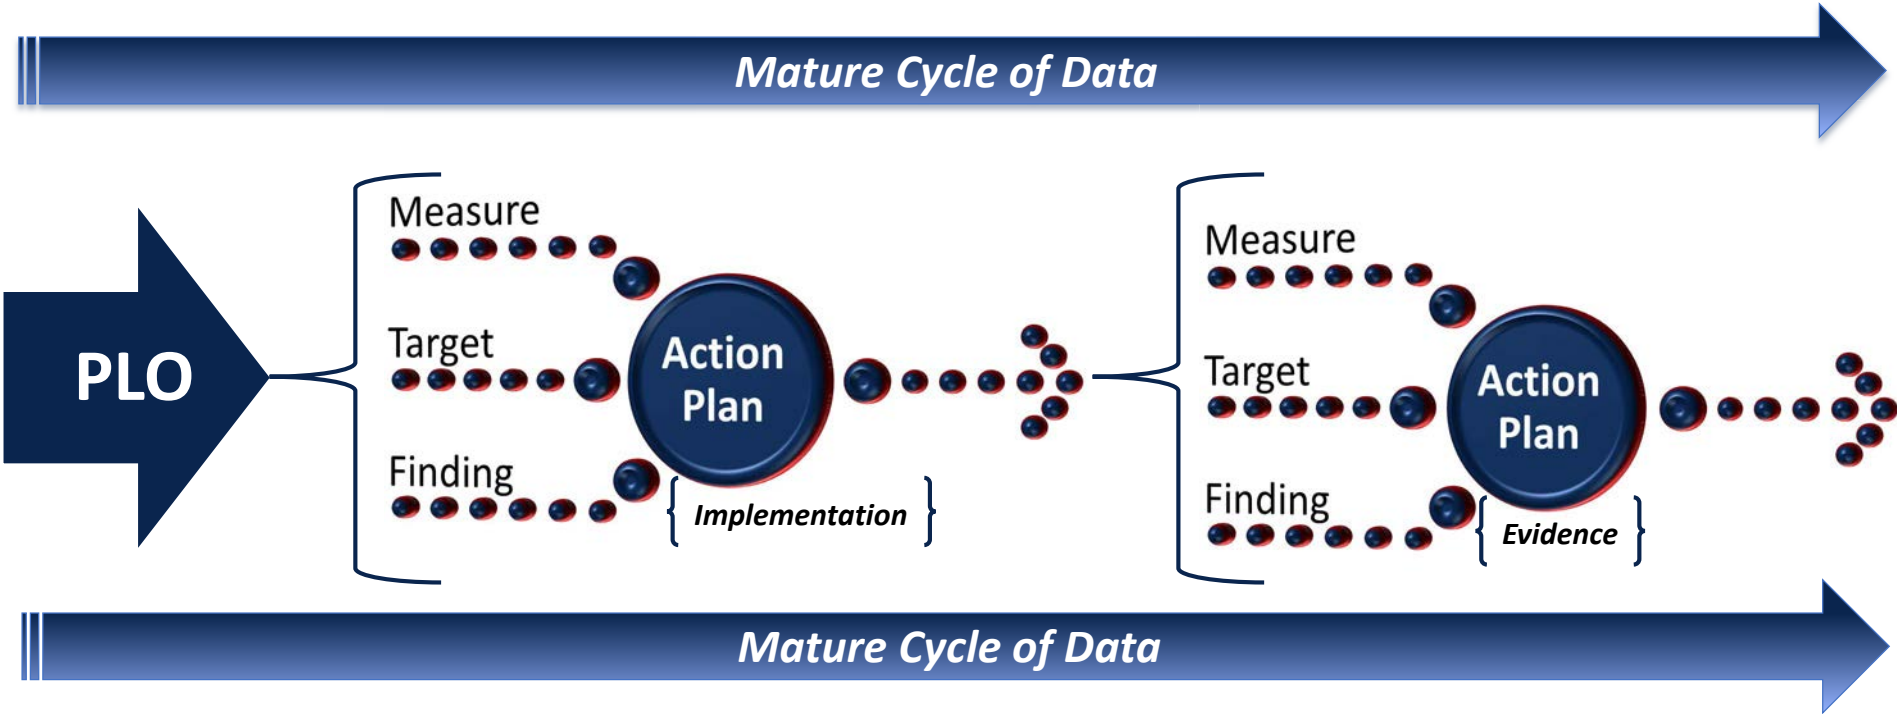 Mature Cycle of Data
PLO
Measure
Target
Finding
Action
Plan
{ Implementation }
Measure
Target
Finding
Action
Plan
{ Evidence }
Mature Cycle of Data